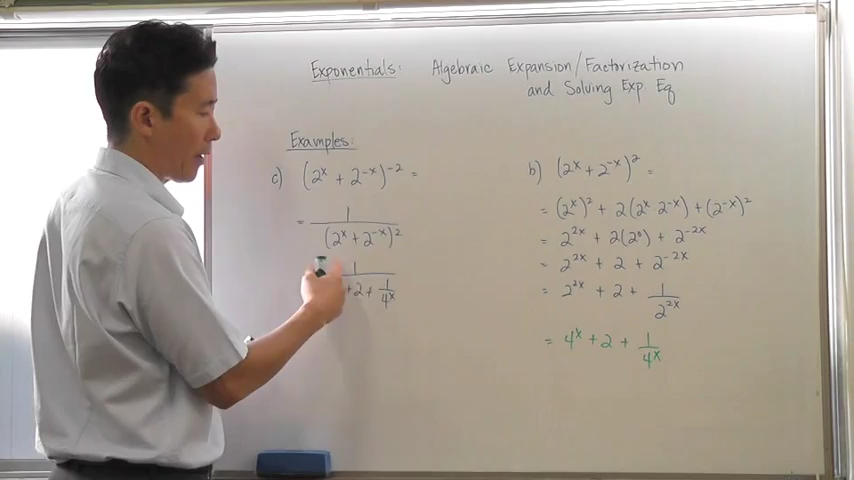 Exponentials: Algebraic Expansion/Factorization
and Solving Exp Eq
Examples:
c) (2^x + 2^-x)^-2 =
= 1 / (2^x + 2^-x)^2
1 / + 2 + 1/4^x
b) (2^x + 2^-x)^2 =
= (2^x)^2 + 2(2^x 2^-x) + (2^-x)^2
= 2^2x + 2(2^0) + 2^-2x
= 2^2x + 2 + 2^-2x
= 2^2x + 2 + 1/2^2x
= 4^x + 2 + 1/4^x